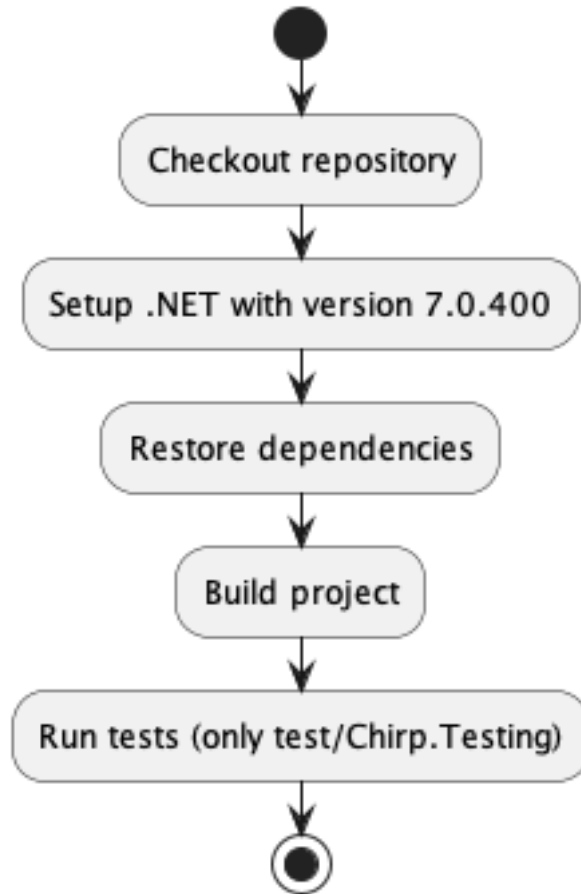 Checkout repository
Setup .NET with version 7.0.400
Restore dependencies
Build project
Run tests (only test/Chirp.Testing)